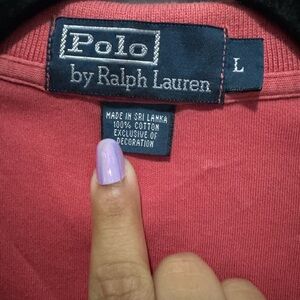 Polo
by Ralph Lauren
L
MADE IN SRI LANKA
100% COTTON
EXCLUSIVE OF
DECORATION